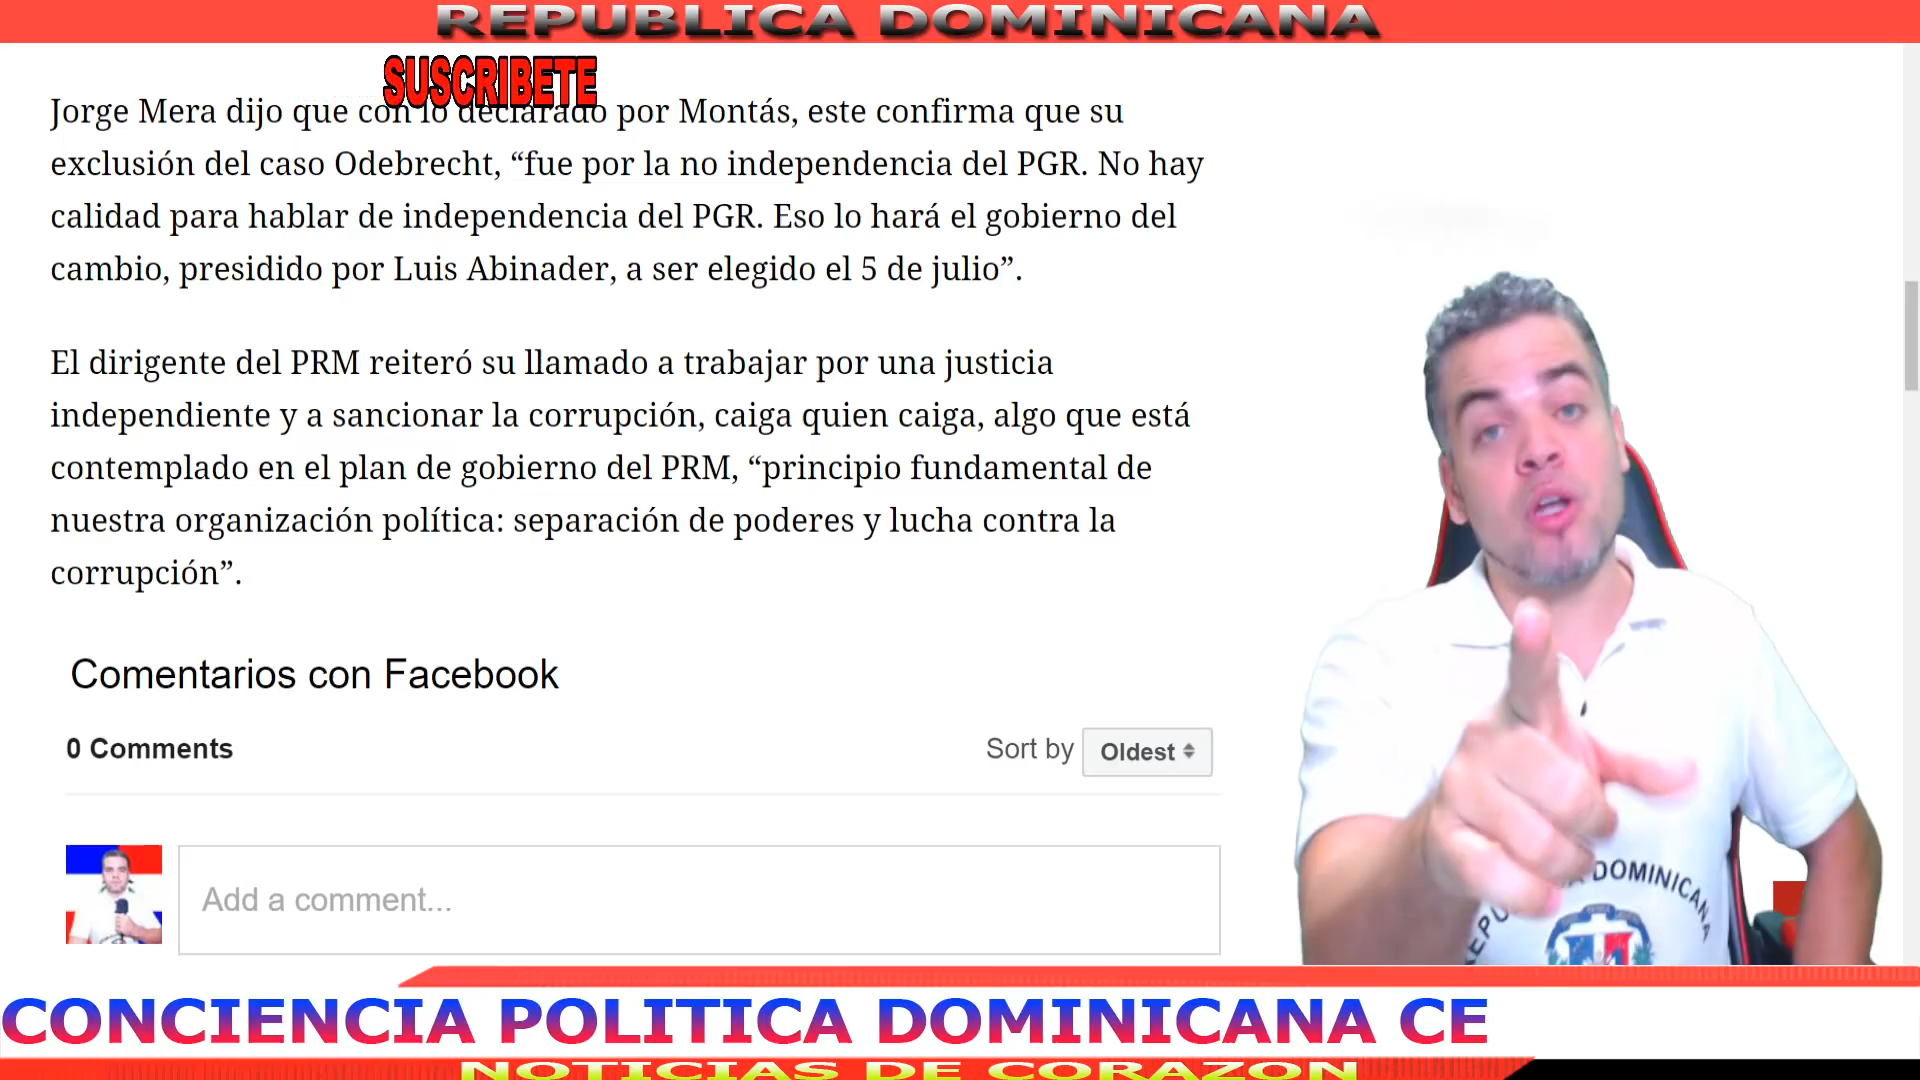 REPUBLICA DOMINICANA
SUSCRIBETE
Jorge Mera dijo que con lo declarado por Montás, este confirma que su
exclusión del caso Odebrecht, “fue por la no independencia del PGR. No hay
calidad para hablar de independencia del PGR. Eso lo hará el gobierno del
cambio, presidido por Luis Abinader, a ser elegido el 5 de julio”.
El dirigente del PRM reiteró su llamado a trabajar por una justicia
independiente y a sancionar la corrupción, caiga quien caiga, algo que está
contemplado en el plan de gobierno del PRM, “principio fundamental de
nuestra organización política: separación de poderes y lucha contra la
corrupción”.
Comentarios con Facebook
0 Comments
Sort by Oldest
Add a comment...
DOMINICANA
CONCIENCIA POLITICA DOMINICANA CE
NOTICIAS DE CORAZON